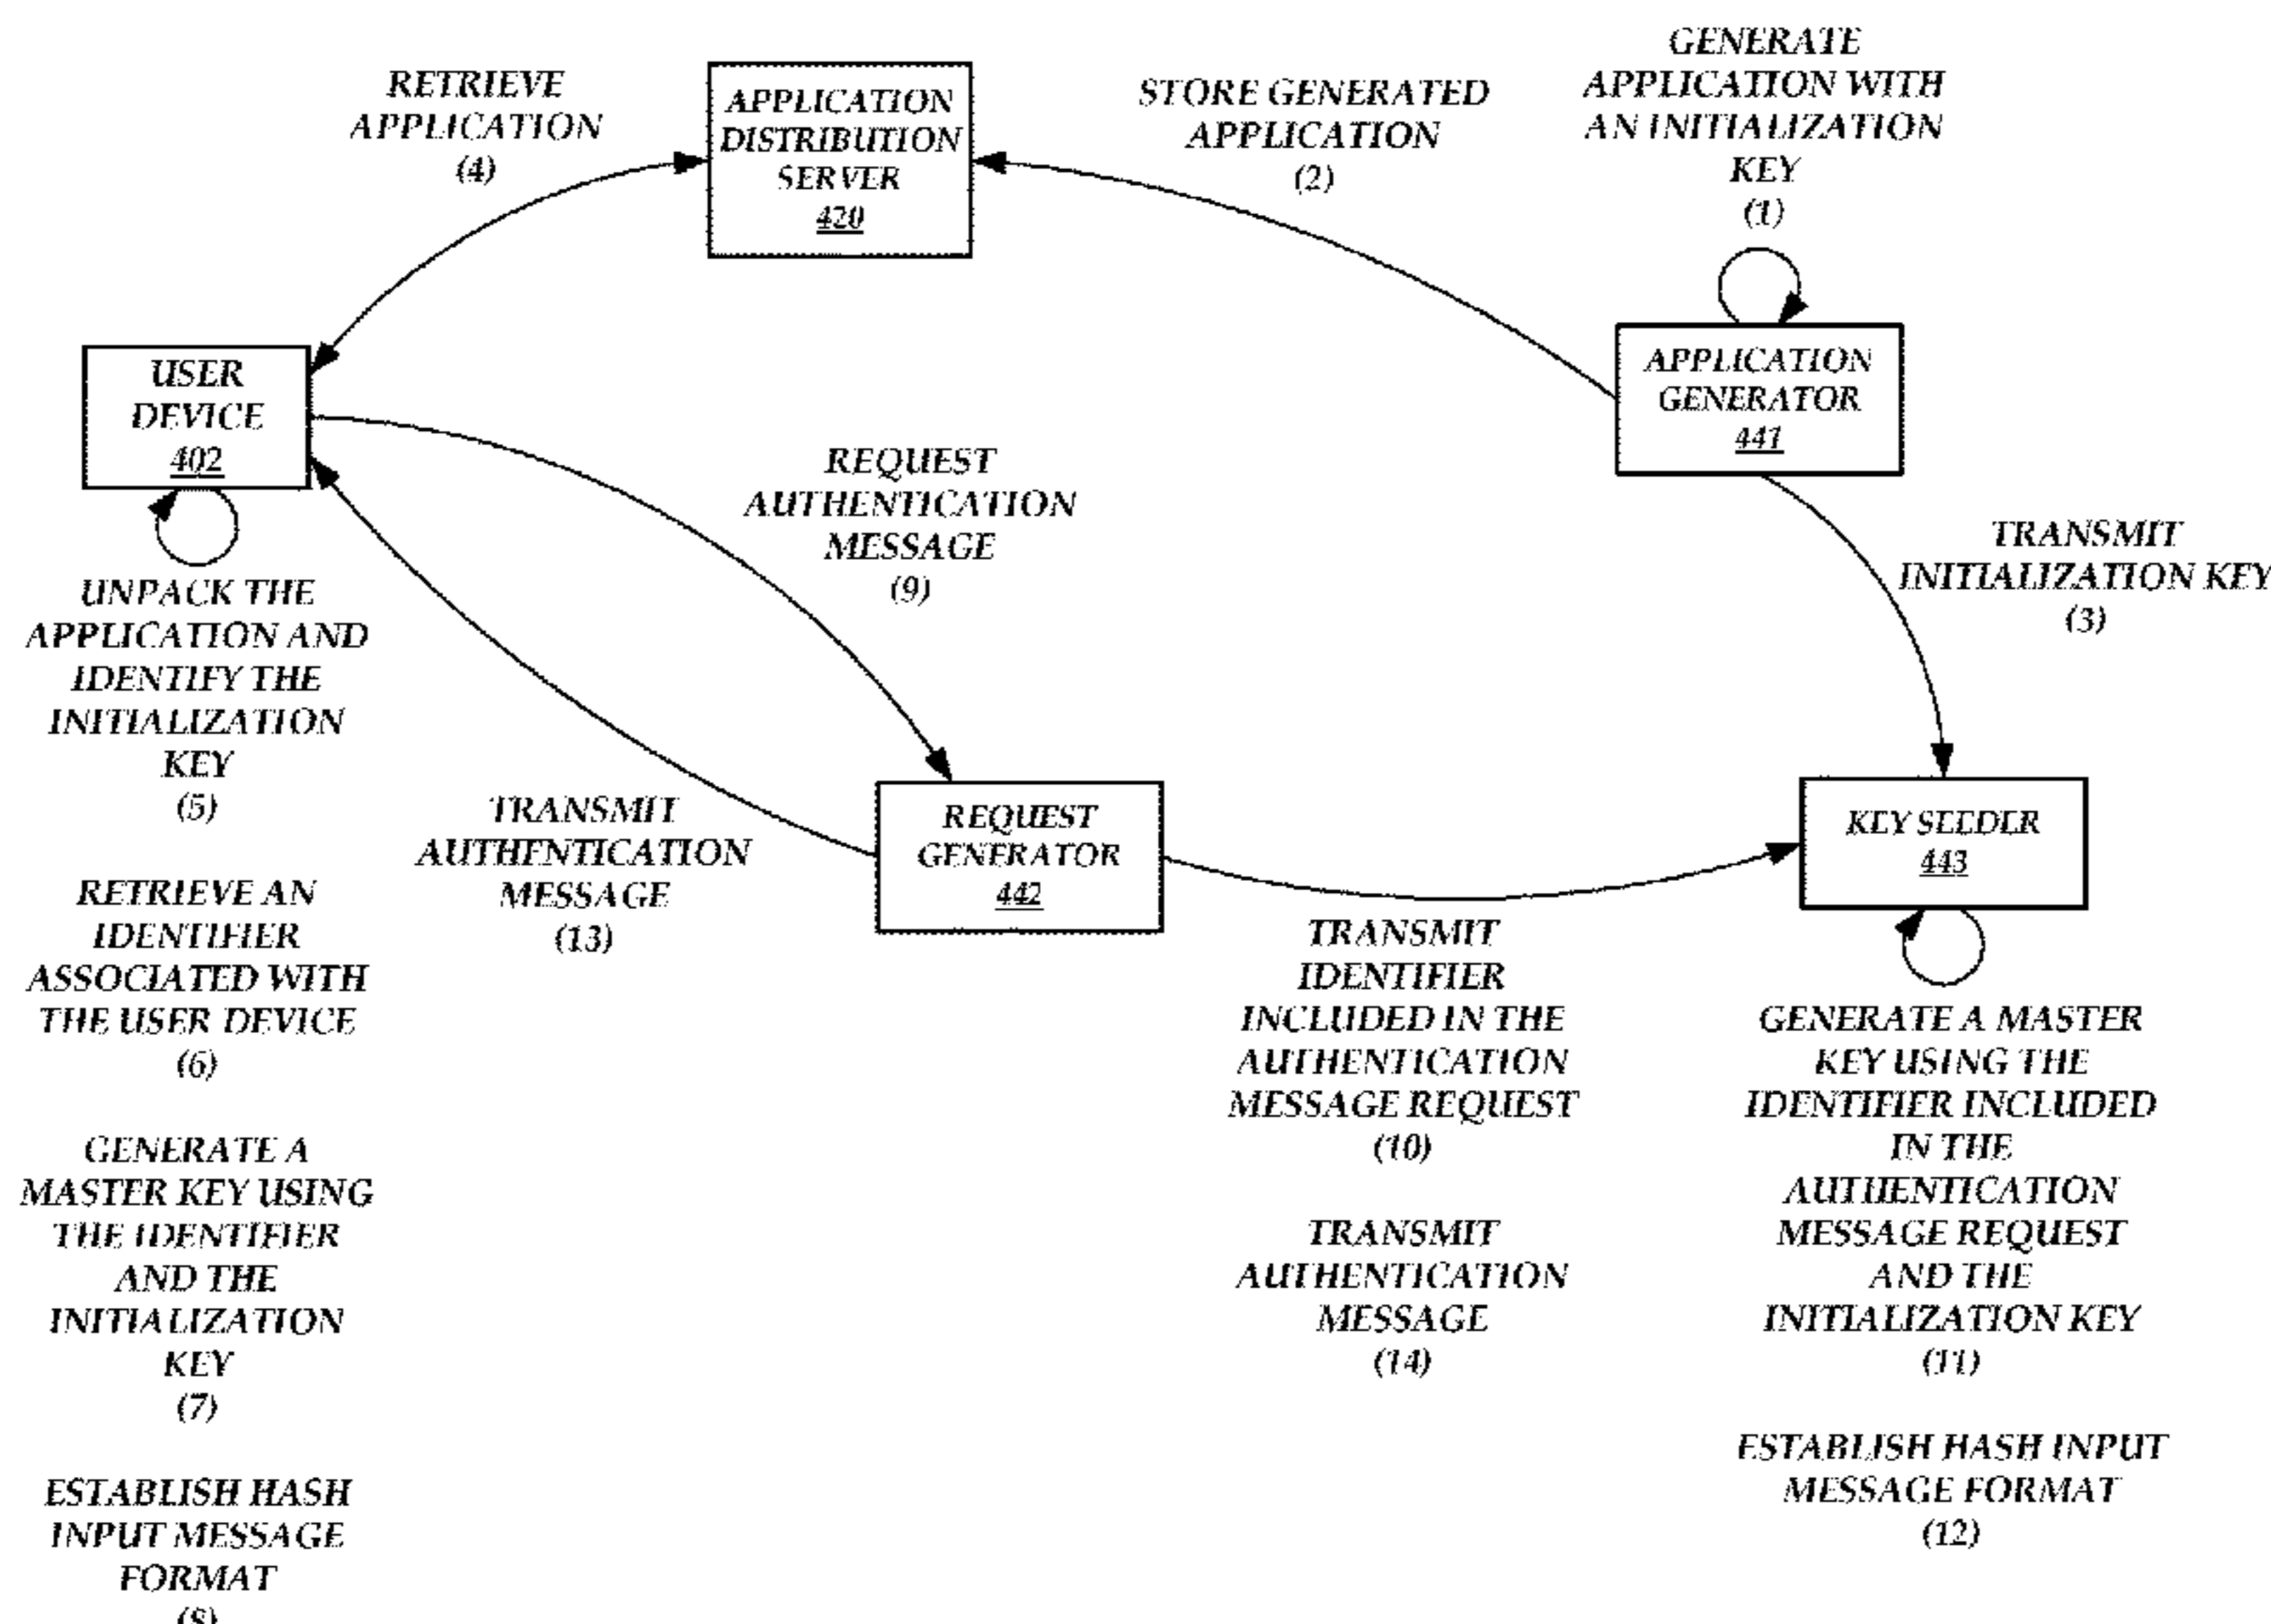 RETRIEVE
APPLICATION
(4)
APPLICATION
DISTRIBUTION
SERVER
420
STORE GENERATED
APPLICATION
(2)
GENERATE
APPLICATION WITH
AN INITIALIZATION
KEY
(1)
USER
DEVICE
402
APPLICATION
GENERATOR
441
REQUEST
AUTHENTICATION
MESSAGE
(9)
TRANSMIT
INITIALIZATION KEY
(3)
UNPACK THE
APPLICATION AND
IDENTIFY THE
INITIALIZATION
KEY
(5)
TRANSMIT
AUTHENTICATION
MESSAGE
(13)
REQUEST
GENERATOR
442
KEY SEEDER
443
RETRIEVE AN
IDENTIFIER
ASSOCIATED WITH
THE USER DEVICE
(6)
TRANSMIT
IDENTIFIER
INCLUDED IN THE
AUTHENTICATION
MESSAGE REQUEST
(10)
GENERATE A MASTER
KEY USING THE
IDENTIFIER INCLUDED
IN THE
AUTHENTICATION
MESSAGE REQUEST
AND THE
INITIALIZATION KEY
(11)
GENERATE A
MASTER KEY USING
THE IDENTIFIER
AND THE
INITIALIZATION
KEY
(7)
TRANSMIT
AUTHENTICATION
MESSAGE
(14)
ESTABLISH HASH INPUT
MESSAGE FORMAT
(12)
ESTABLISH HASH
INPUT MESSAGE
FORMAT
(8)